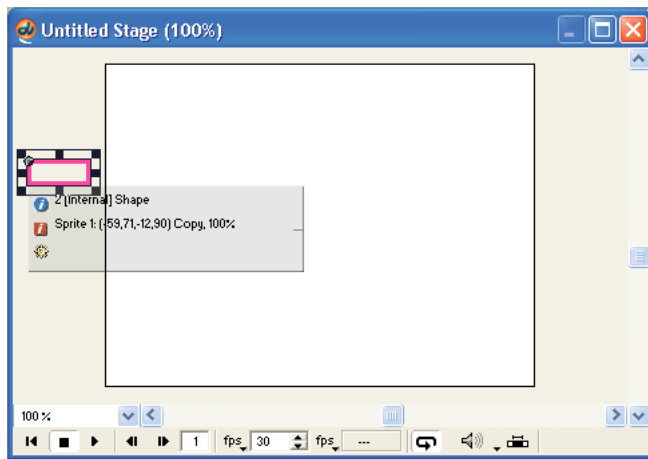 Untitled Stage (100%)
2 [Internal] Shape
Sprite 1: (-59,71,-12,90) Copy, 100%
100 %
1 fps 30 fps ---